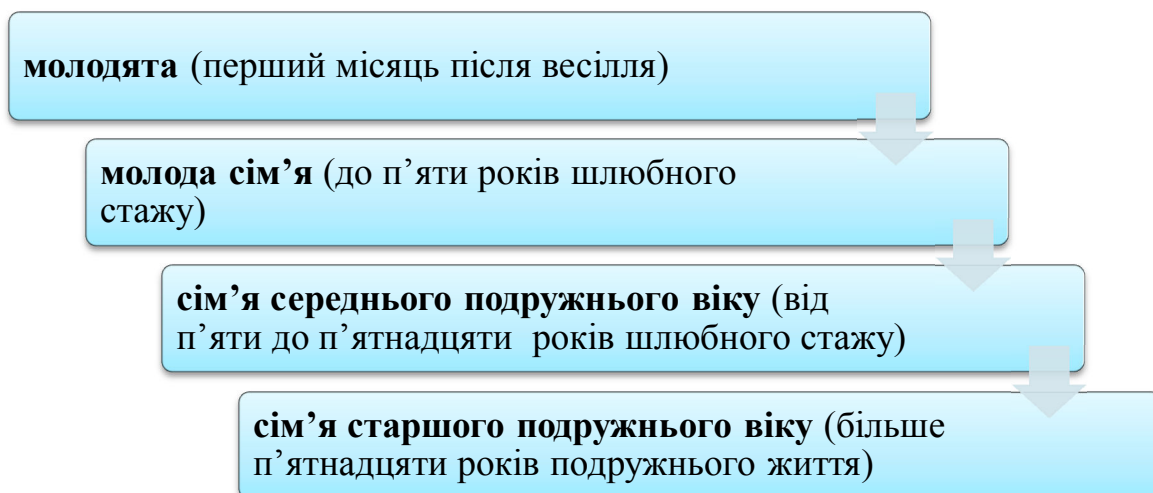 молодята (перший місяць після весілля)
молода сім’я (до п’яти років шлюбного
стажу)
сім’я середнього подружнього віку (від
п’яти до п’ятнадцяти  років шлюбного стажу)
сім’я старшого подружнього віку (більше
п’ятнадцяти років подружнього життя)